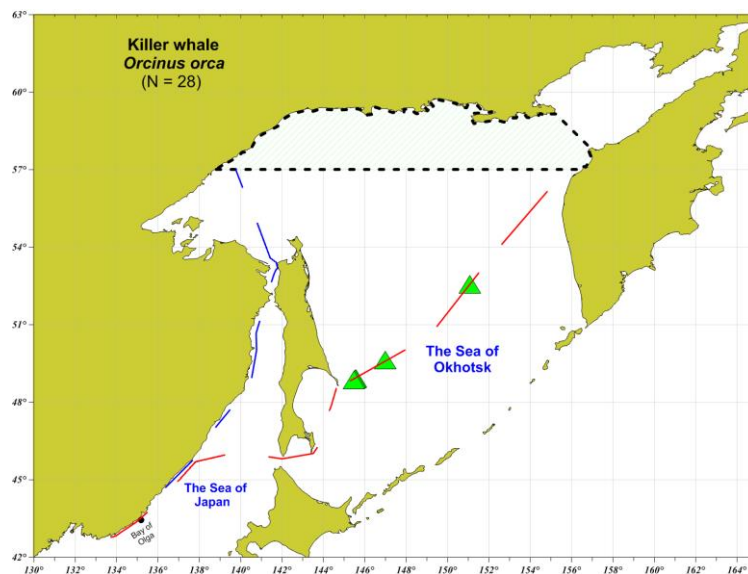 63°
Killer whale
Orcinus orca
(N = 28)
60°
57°
54°
51°
The Sea of
Okhotsk
48°
45°
The Sea of
Japan
Bay of
Olga
42°
130° 132° 134° 136° 138° 140° 142° 144° 146° 148° 150° 152° 154° 156° 158° 160° 162° 164°